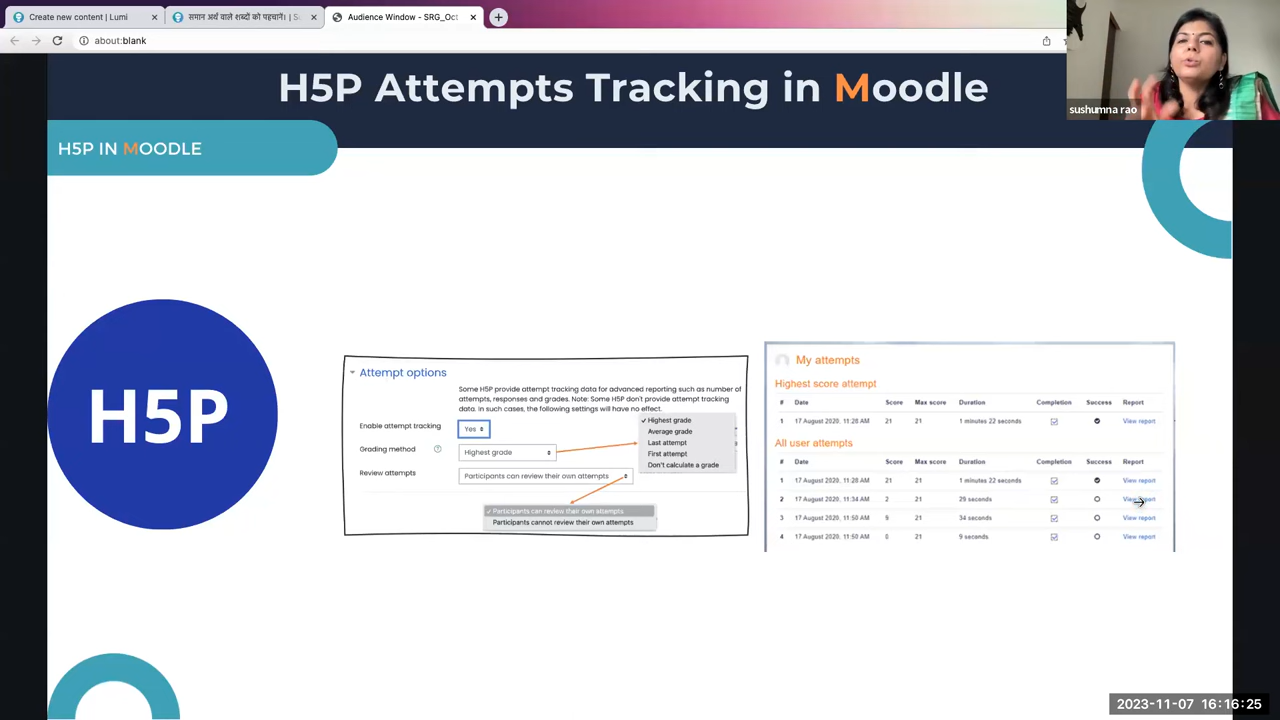 Create new content | Lumi
समान अर्थ वाले शब्दों को पहचानें। | Sc
Audience Window - SRG_Oct
about:blank
H5P Attempts Tracking in Moodle
sushumna rao
H5P IN MOODLE
H5P
Attempt options
Some H5P provide attempt tracking data for advanced reporting such as number of
attempts, responses and grades. Note: Some H5P don't provide attempt tracking
data. In such cases, the following settings will have no effect.
Enable attempt tracking Yes
Grading method Highest grade
Review attempts Participants can review their own attempts
Highest grade
Average grade
Last attempt
First attempt
Don't calculate a grade
Participants can review their own attempts
Participants cannot review their own attempts
My attempts
Highest score attempt
# Date Score Max score Duration Completion Success Report
1 17 August 2020, 11:28 AM 21 21 1 minutes 22 seconds View report
All user attempts
# Date Score Max score Duration Completion Success Report
1 17 August 2020, 11:28 AM 21 21 1 minutes 22 seconds View report
2 17 August 2020, 11:34 AM 2 21 29 seconds View report
3 17 August 2020, 11:50 AM 9 21 34 seconds View report
4 17 August 2020, 11:50 AM 0 21 9 seconds View report
2023-11-07 16:16:25